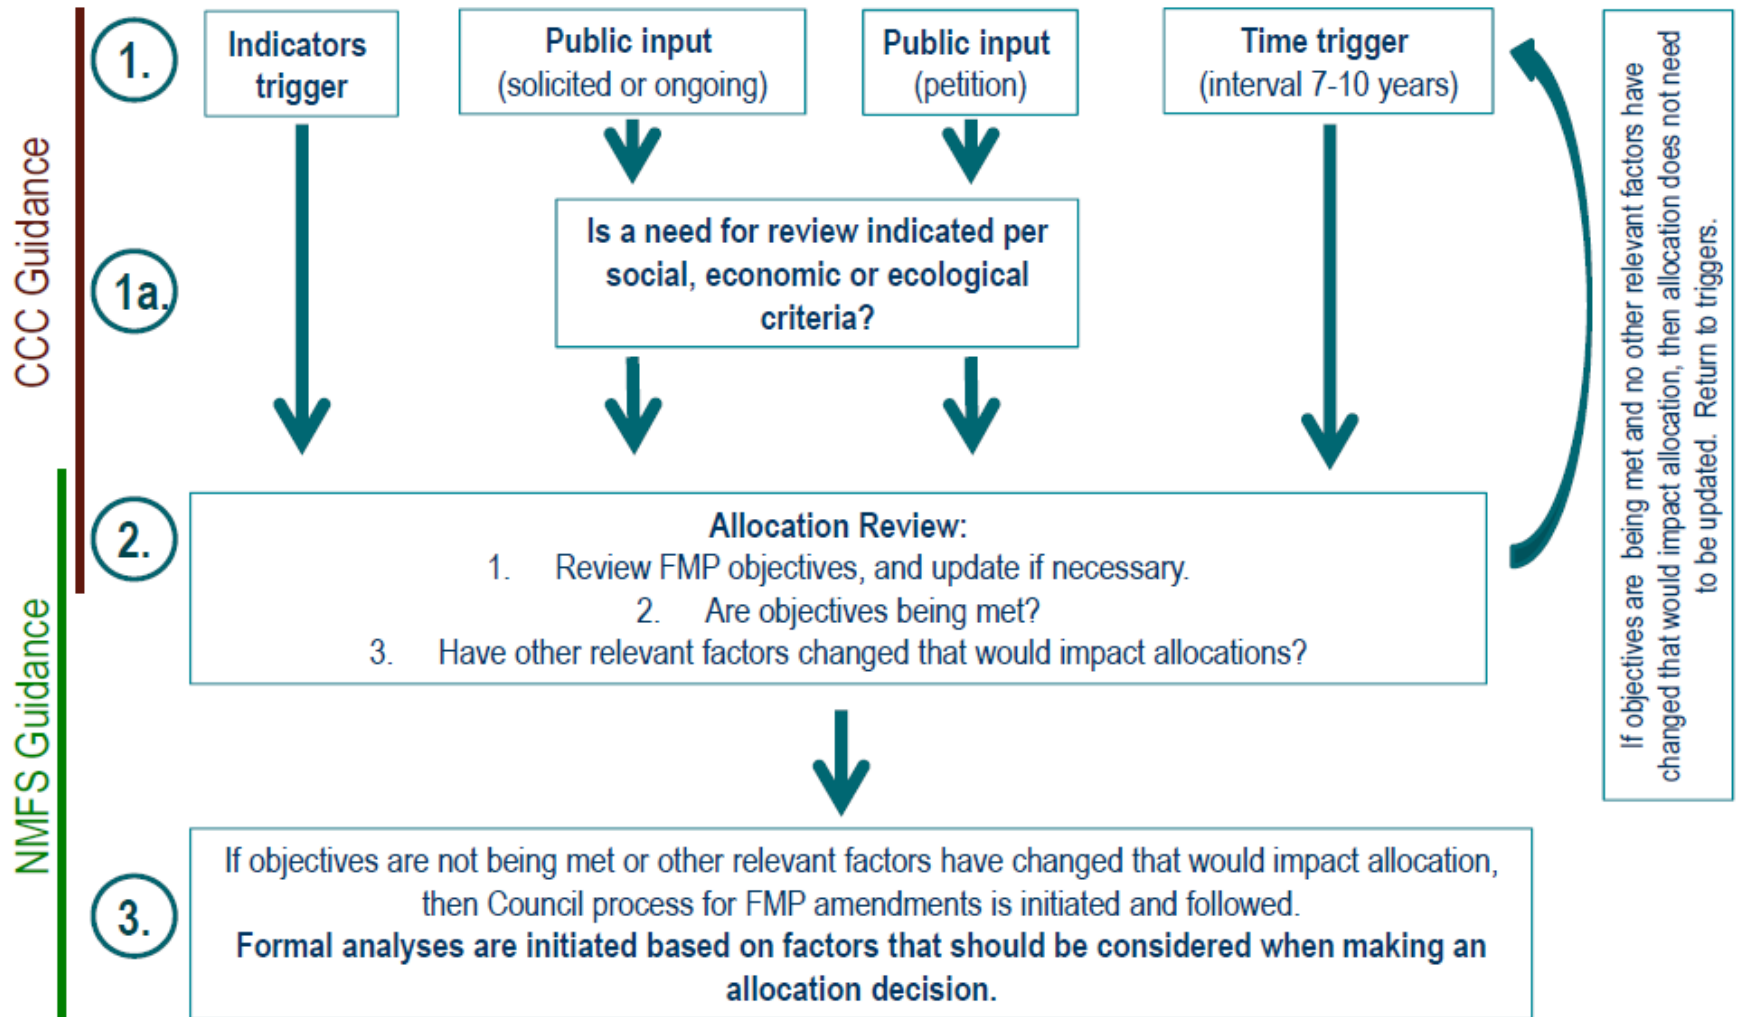 CCC Guidance
NMFS Guidance
1.
Indicators
trigger
Public input
(solicited or ongoing)
Public input
(petition)
Time trigger
(interval 7-10 years)
1a.
Is a need for review indicated per
social, economic or ecological
criteria?
2.
Allocation Review:
1. Review FMP objectives, and update if necessary.
2. Are objectives being met?
3. Have other relevant factors changed that would impact allocations?
3.
If objectives are not being met or other relevant factors have changed that would impact allocation,
then Council process for FMP amendments is initiated and followed.
Formal analyses are initiated based on factors that should be considered when making an
allocation decision.
If objectives are being met and no other relevant factors have
changed that would impact allocation, then allocation does not need
to be updated. Return to triggers.